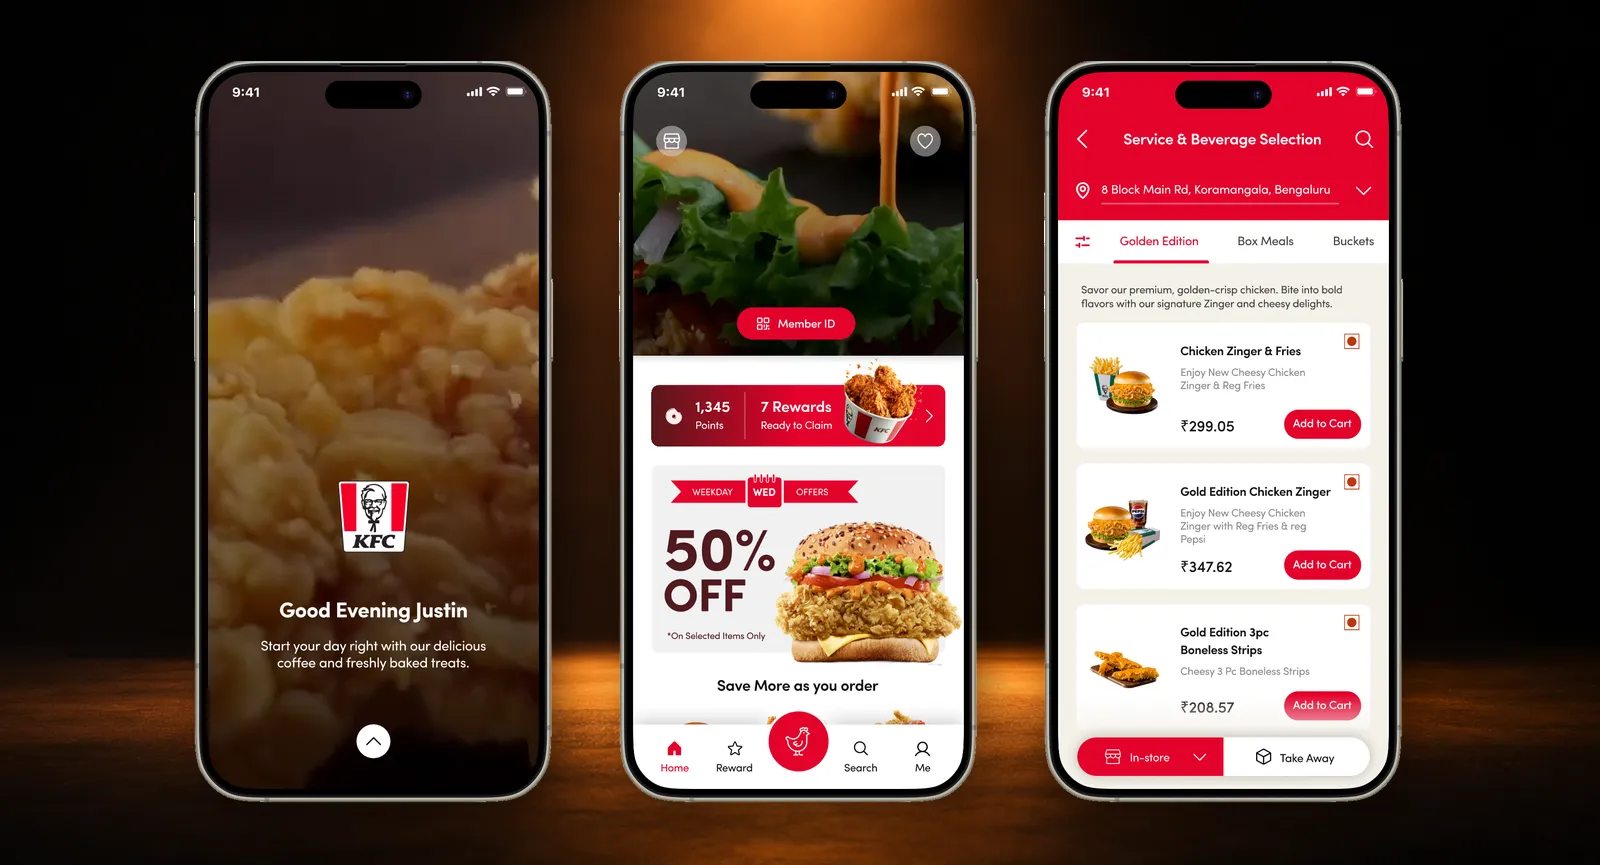 9:41
KFC
Good Evening Justin
Start your day right with our delicious
coffee and freshly baked treats.
9:41
Member ID
1,345
Points
7 Rewards
Ready to Claim
KFC
WEEKDAY
WED
OFFERS
50%
OFF
*On Selected Items Only
Save More as you order
Home
Reward
Search
Me
9:41
Service & Beverage Selection
8 Block Main Rd, Koramangala, Bengaluru
Golden Edition
Box Meals
Buckets
Savor our premium, golden-crisp chicken. Bite into bold
flavors with our signature Zinger and cheesy delights.
Chicken Zinger & Fries
Enjoy New Cheesy Chicken
Zinger & Reg Fries
₹299.05
Add to Cart
Gold Edition Chicken Zinger
Enjoy New Cheesy Chicken
Zinger with Reg Fries & reg
Pepsi
₹347.62
Add to Cart
PEPSI
Gold Edition 3pc
Boneless Strips
Cheesy 3 Pc Boneless Strips
₹208.57
Add to Cart
In-store
Take Away